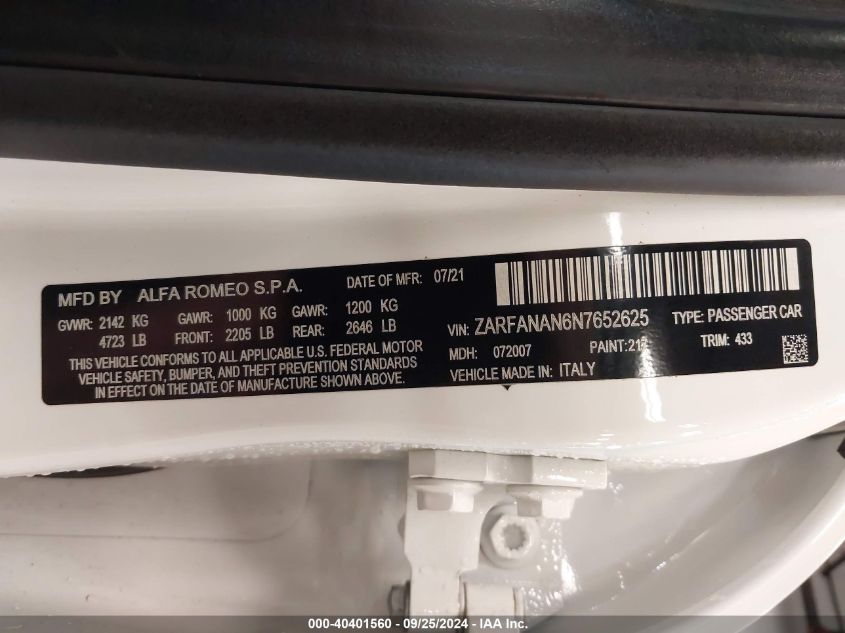 MFD BY ALFA ROMEO S.P.A. DATE OF MFR: 07/21
GVWR: 2142 KG GAWR: 1000 KG GAWR: 1200 KG
4723 LB FRONT: 2205 LB REAR: 2646 LB
THIS VEHICLE CONFORMS TO ALL APPLICABLE U.S. FEDERAL MOTOR
VEHICLE SAFETY, BUMPER, AND THEFT PREVENTION STANDARDS
IN EFFECT ON THE DATE OF MANUFACTURE SHOWN ABOVE.
VIN: ZARFANAN6N7652625 TYPE: PASSENGER CAR
MDH: 072007 PAINT:217 TRIM: 433
VEHICLE MADE IN: ITALY
000-40401560 - 09/25/2024 - IAA Inc.